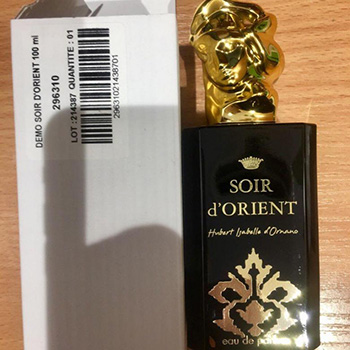 DEMO SOIR D'ORIENT 100 ml
296310
LOT : 214387 QUANTITE : 01
29631021438701
SOIR
d'ORIENT
Hubert Isabelle d'Ornano
eau de parfum